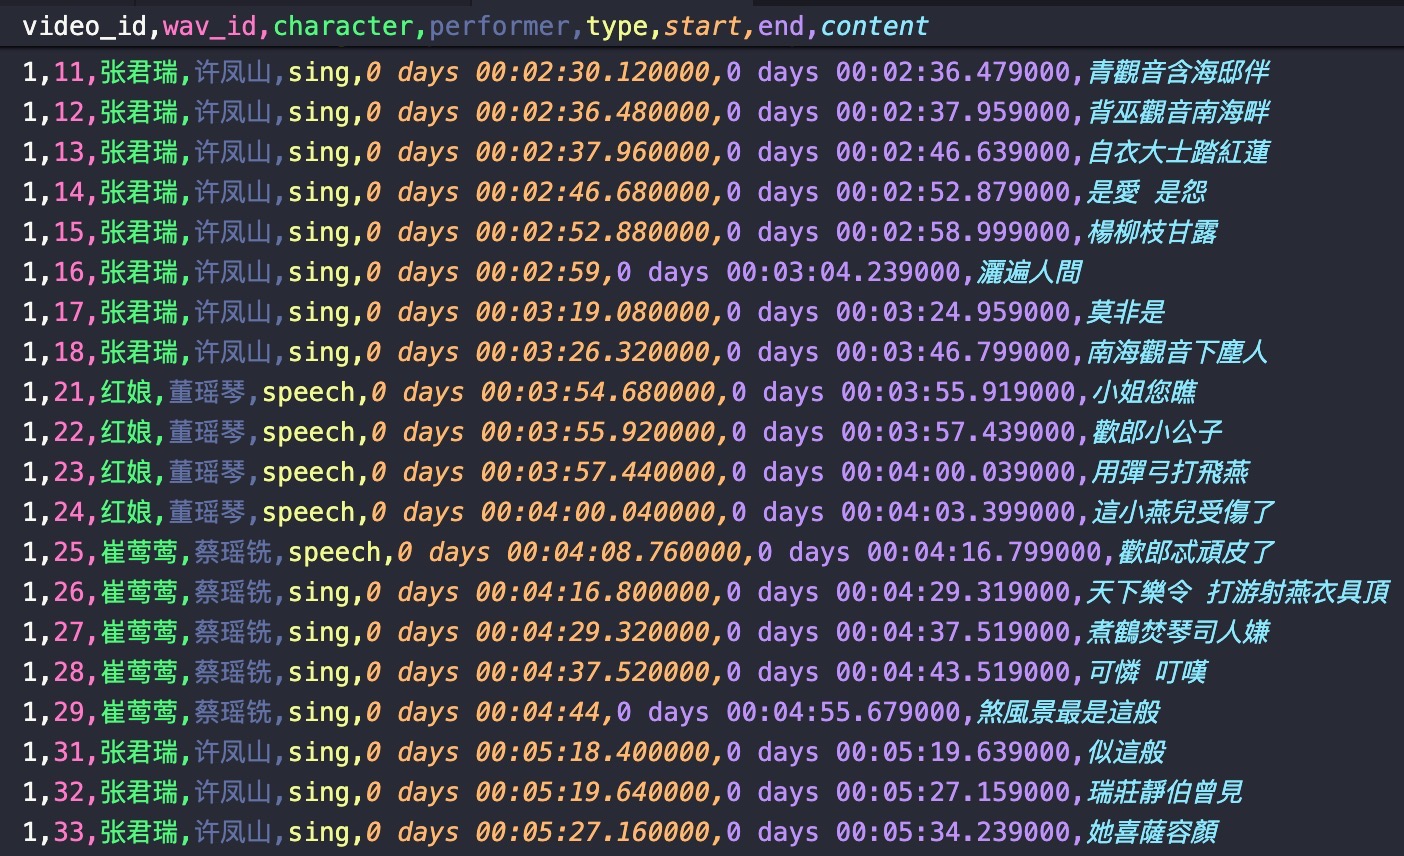 video_id,wav_id,character,performer,type,start,end,content
1,11,张君瑞,许凤山,sing,0 days 00:02:30.120000,0 days 00:02:36.479000,青觀音含海邸伴
1,12,张君瑞,许凤山,sing,0 days 00:02:36.480000,0 days 00:02:37.959000,背巫觀音南海畔
1,13,张君瑞,许凤山,sing,0 days 00:02:37.960000,0 days 00:02:46.639000,自衣大士踏紅蓮
1,14,张君瑞,许凤山,sing,0 days 00:02:46.680000,0 days 00:02:52.879000,是愛 是怨
1,15,张君瑞,许凤山,sing,0 days 00:02:52.880000,0 days 00:02:58.999000,楊柳枝甘露
1,16,张君瑞,许凤山,sing,0 days 00:02:59,0 days 00:03:04.239000,灑遍人間
1,17,张君瑞,许凤山,sing,0 days 00:03:19.080000,0 days 00:03:24.959000,莫非是
1,18,张君瑞,许凤山,sing,0 days 00:03:26.320000,0 days 00:03:46.799000,南海觀音下塵人
1,21,红娘,董瑶琴,speech,0 days 00:03:54.680000,0 days 00:03:55.919000,小姐您瞧
1,22,红娘,董瑶琴,speech,0 days 00:03:55.920000,0 days 00:03:57.439000,歡郎小公子
1,23,红娘,董瑶琴,speech,0 days 00:03:57.440000,0 days 00:04:00.039000,用彈弓打飛燕
1,24,红娘,董瑶琴,speech,0 days 00:04:00.040000,0 days 00:04:03.399000,這小燕兒受傷了
1,25,崔莺莺,蔡瑶铣,speech,0 days 00:04:08.760000,0 days 00:04:16.799000,歡郎忒頑皮了
1,26,崔莺莺,蔡瑶铣,sing,0 days 00:04:16.800000,0 days 00:04:29.319000,天下樂令 打游射燕衣具頂
1,27,崔莺莺,蔡瑶铣,sing,0 days 00:04:29.320000,0 days 00:04:37.519000,煮鶴焚琴司人嫌
1,28,崔莺莺,蔡瑶铣,sing,0 days 00:04:37.520000,0 days 00:04:43.519000,可憐 叮嘆
1,29,崔莺莺,蔡瑶铣,sing,0 days 00:04:44,0 days 00:04:55.679000,煞風景最是這般
1,31,张君瑞,许凤山,sing,0 days 00:05:18.400000,0 days 00:05:19.639000,似這般
1,32,张君瑞,许凤山,sing,0 days 00:05:19.640000,0 days 00:05:27.159000,瑞莊靜伯曾見
1,33,张君瑞,许凤山,sing,0 days 00:05:27.160000,0 days 00:05:34.239000,她喜薩容顏